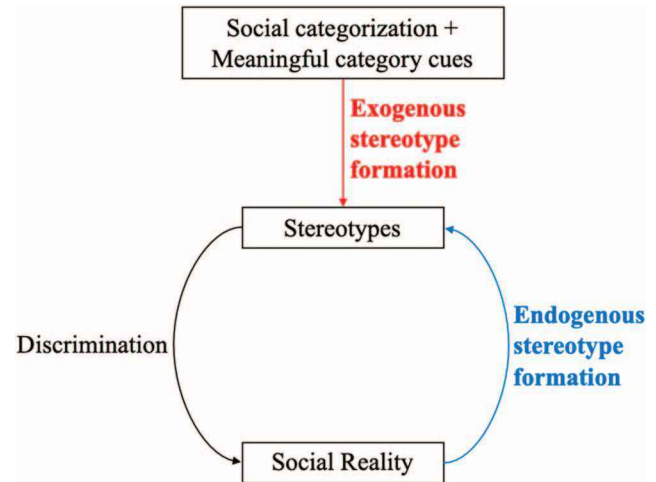 Social categorization +
Meaningful category cues
Exogenous
stereotype
formation
Stereotypes
Discrimination
Endogenous
stereotype
formation
Social Reality